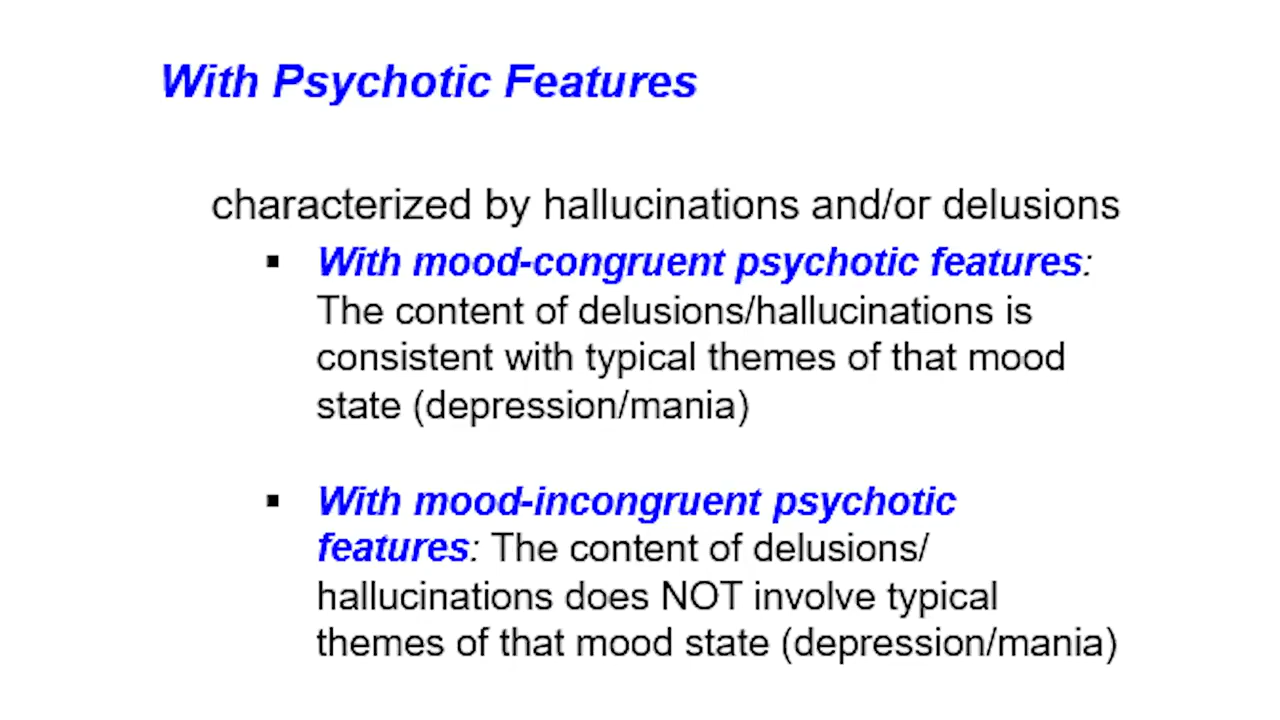 With Psychotic Features
characterized by hallucinations and/or delusions
▪ With mood-congruent psychotic features:
The content of delusions/hallucinations is
consistent with typical themes of that mood
state (depression/mania)
▪ With mood-incongruent psychotic
features: The content of delusions/
hallucinations does NOT involve typical
themes of that mood state (depression/mania)